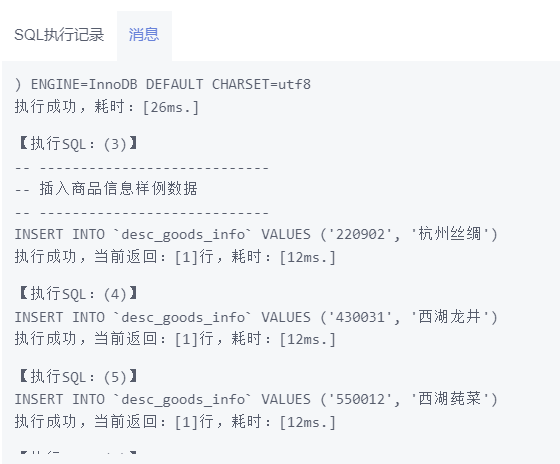 SQL执行记录 消息
) ENGINE=InnoDB DEFAULT CHARSET=utf8
执行成功，耗时：[26ms.]
【执行SQL：(3)】
-- -----------------------------
-- 插入商品信息样例数据
-- -----------------------------
INSERT INTO `desc_goods_info` VALUES ('220902', '杭州丝绸')
执行成功，当前返回：[1]行，耗时：[12ms.]
【执行SQL：(4)】
INSERT INTO `desc_goods_info` VALUES ('430031', '西湖龙井')
执行成功，当前返回：[1]行，耗时：[12ms.]
【执行SQL：(5)】
INSERT INTO `desc_goods_info` VALUES ('550012', '西湖莼菜')
执行成功，当前返回：[1]行，耗时：[12ms.]